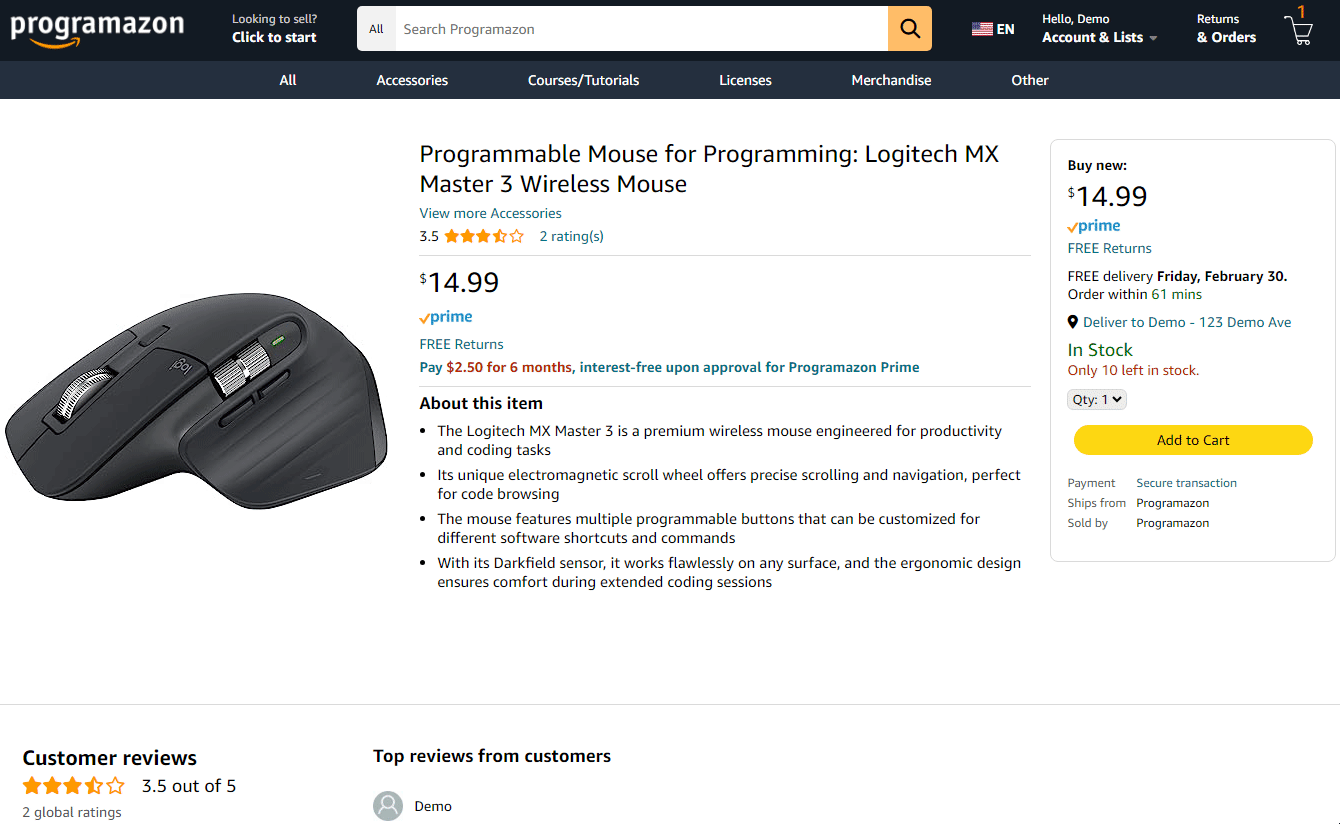 programazon
Looking to sell?
Click to start
All
Search Programazon
EN
Hello, Demo
Account & Lists
Returns
& Orders
1
All
Accessories
Courses/Tutorials
Licenses
Merchandise
Other
Programmable Mouse for Programming: Logitech MX
Master 3 Wireless Mouse
View more Accessories
3.5
2 rating(s)
$14.99
prime
FREE Returns
Pay $2.50 for 6 months, interest-free upon approval for Programazon Prime
About this item
• The Logitech MX Master 3 is a premium wireless mouse engineered for productivity
and coding tasks
• Its unique electromagnetic scroll wheel offers precise scrolling and navigation, perfect
for code browsing
• The mouse features multiple programmable buttons that can be customized for
different software shortcuts and commands
• With its Darkfield sensor, it works flawlessly on any surface, and the ergonomic design
ensures comfort during extended coding sessions
logi
Buy new:
$14.99
prime
FREE Returns
FREE delivery Friday, February 30.
Order within 61 mins
Deliver to Demo - 123 Demo Ave
In Stock
Only 10 left in stock.
Qty: 1
Add to Cart
Payment Secure transaction
Ships from Programazon
Sold by Programazon
Customer reviews
3.5 out of 5
2 global ratings
Top reviews from customers
Demo